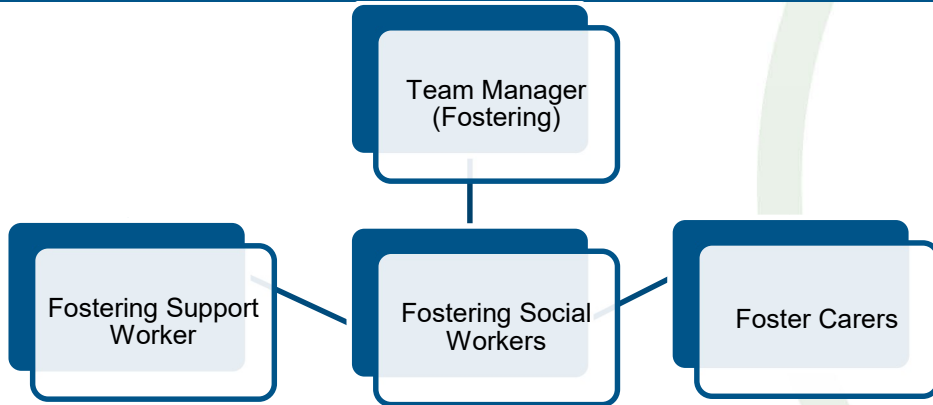 Team Manager
(Fostering)
Fostering Support
Worker
Fostering Social
Workers
Foster Carers